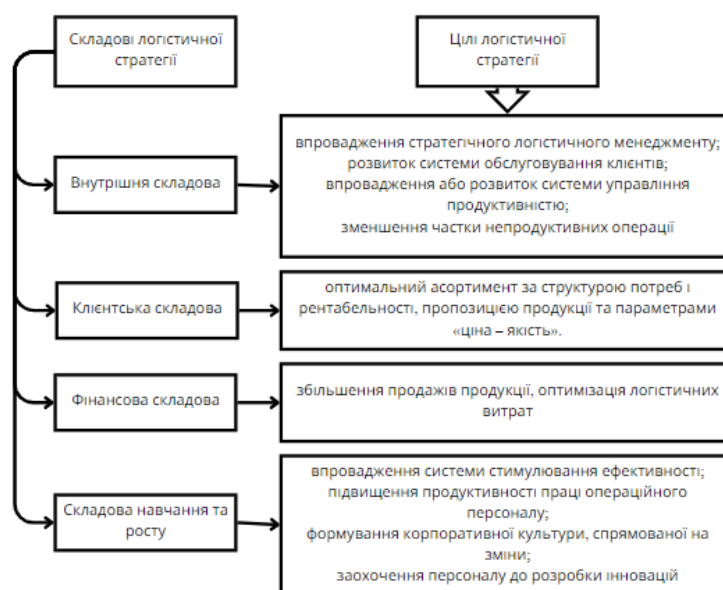 Складові логістичної
стратегії
Цілі логістичної
стратегії
Внутрішня складова
впровадження стратегічного логістичного менеджменту;
розвиток системи обслуговування клієнтів;
впровадження або розвиток системи управління
продуктивністю;
зменшення частки непродуктивних операції
Клієнтська складова
оптимальний асортимент за структурою потреб і
рентабельності, пропозицією продукції та параметрами
«ціна – якість».
Фінансова складова
збільшення продажів продукції, оптимізація логістичних
витрат
Складова навчання та
росту
впровадження системи стимулювання ефективності;
підвищення продуктивності праці операційного
персоналу;
формування корпоративної культури, спрямованої на
зміни;
заохочення персоналу до розробки інновацій